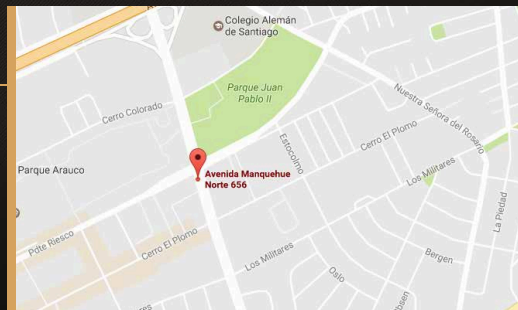 Colegio Alemán
de Santiago
Parque Juan
Pablo II
Nuestra Señora del Rosario
Cerro Colorado
Estocolmo
Cerro El Plomo
Parque Arauco
Avenida Manquehue
Norte 656
Los Militares
La Piedad
Pdte Riesco
Cerro El Plomo
Los Militares
Bergen
Oslo